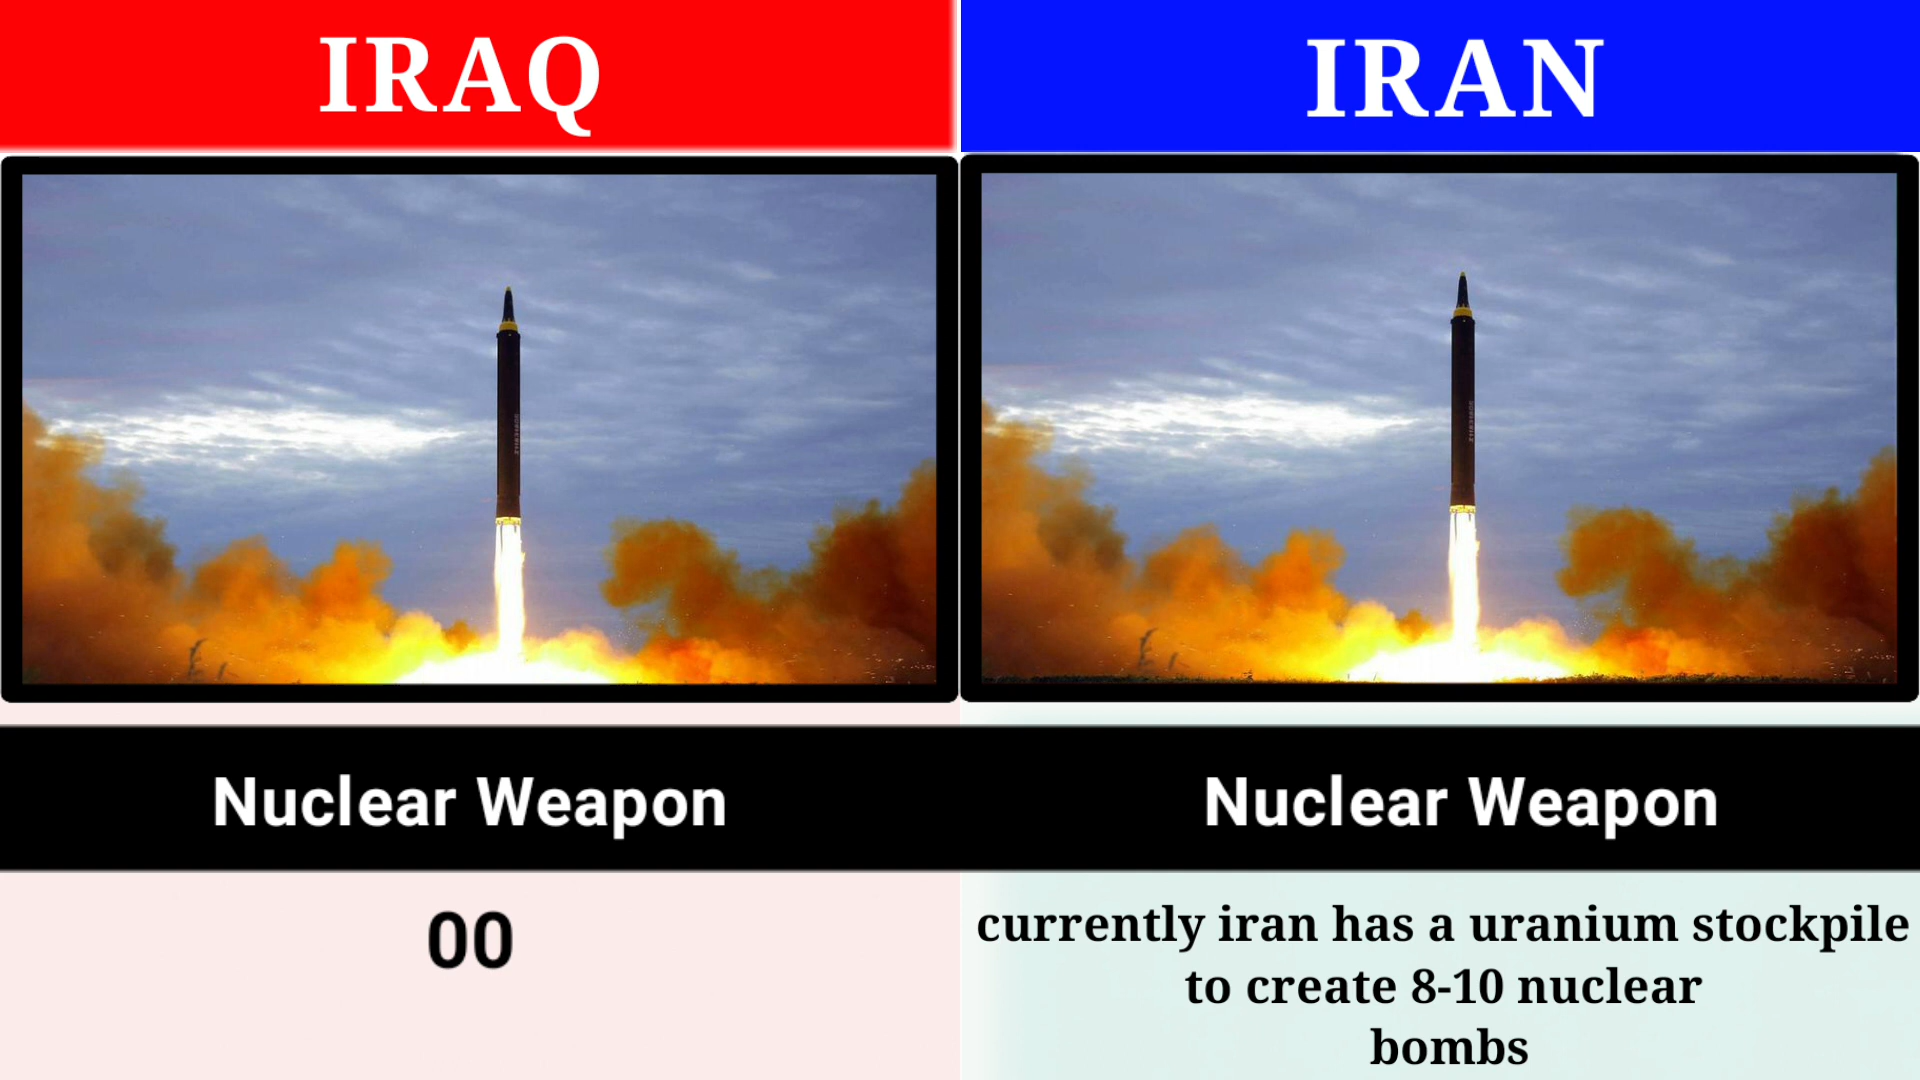 IRAQ
IRAN
Nuclear Weapon
Nuclear Weapon
00
currently iran has a uranium stockpile
to create 8-10 nuclear
bombs